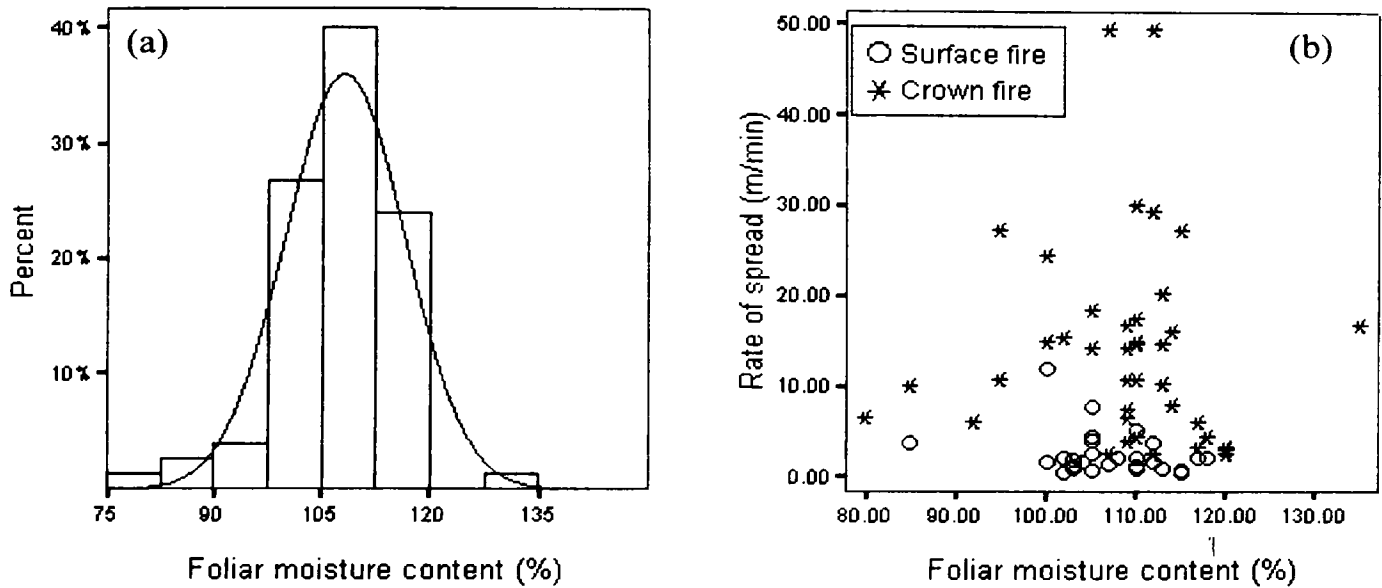 (a)
40%
30%
20%
10%
Percent
75 90 105 120 135
Foliar moisture content (%)
(b)
Surface fire
Crown fire
50.00
40.00
30.00
20.00
10.00
0.00
Rate of spread (m/min)
80.00 90.00 100.00 110.00 120.00 130.00
Foliar moisture content (%)